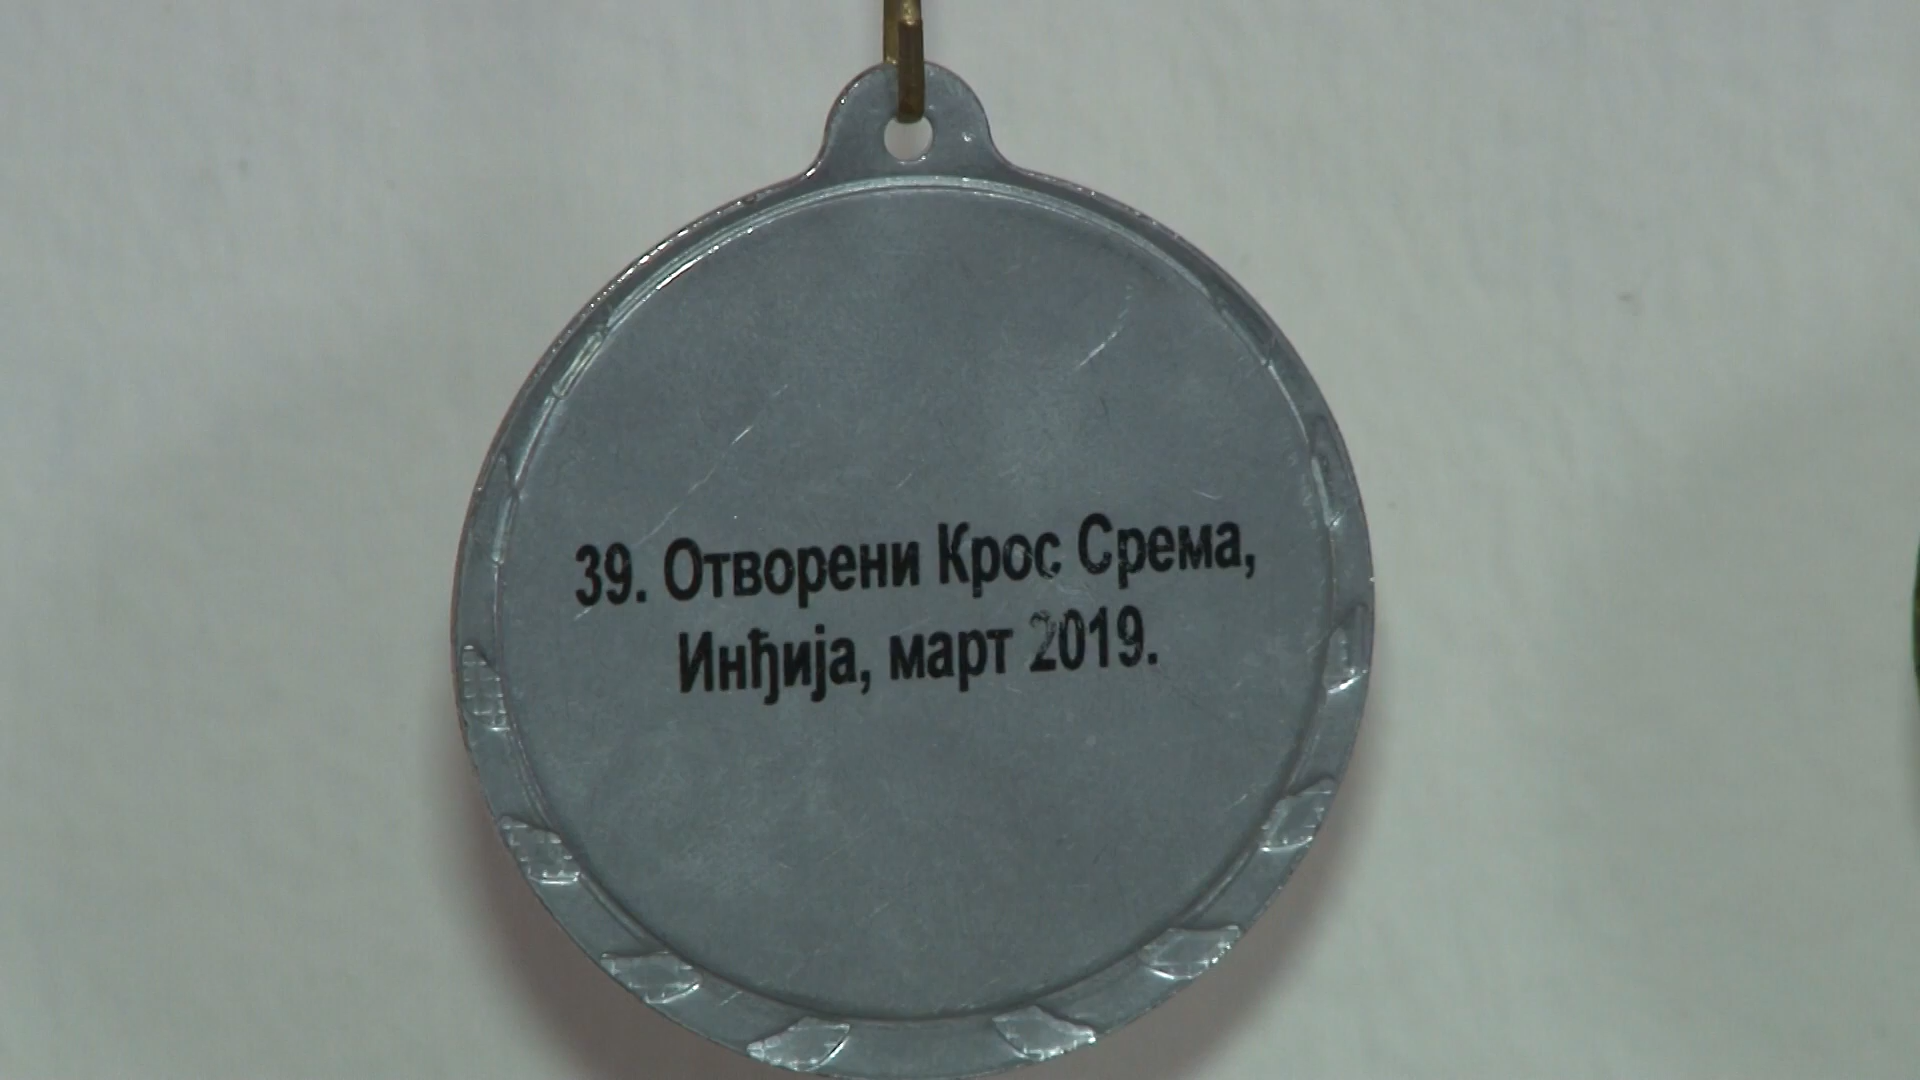 39. Отворени Крос Срема,
Инђија, март 2019.